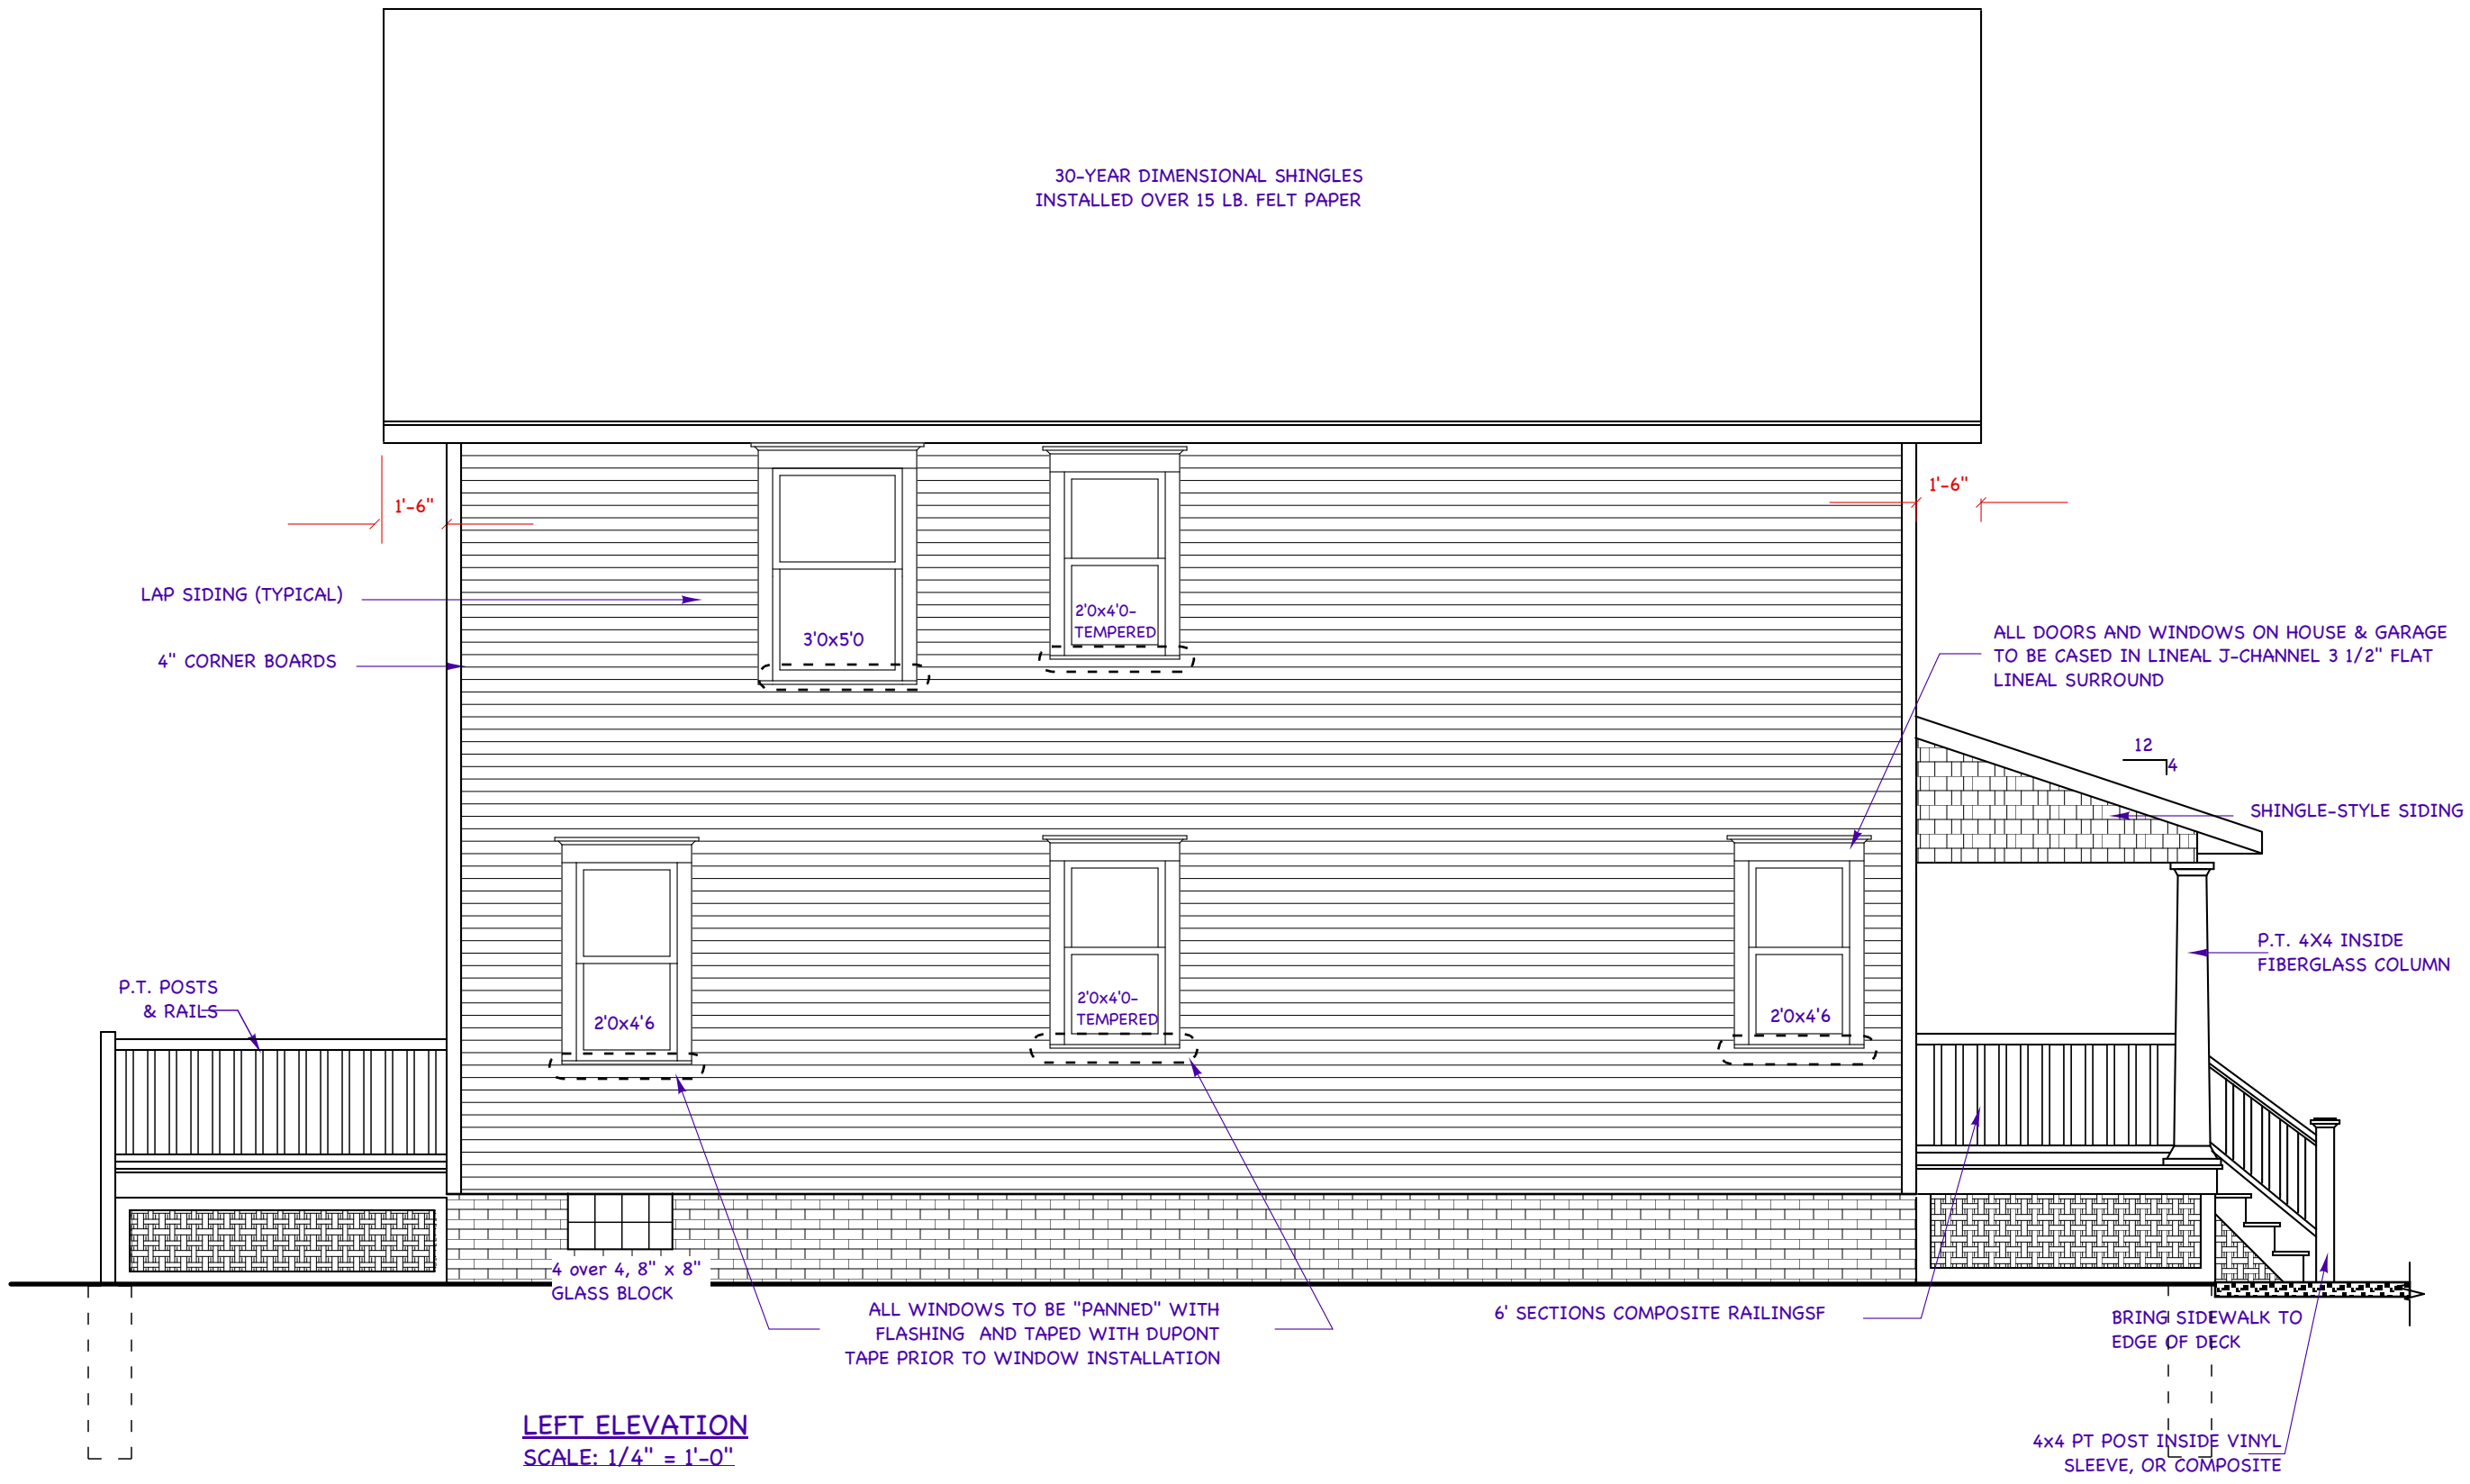 30-YEAR DIMENSIONAL SHINGLES
INSTALLED OVER 15 LB. FELT PAPER
1'-6"
1'-6"
LAP SIDING (TYPICAL)
4" CORNER BOARDS
3'0x5'0
2'0x4'0-
TEMPERED
ALL DOORS AND WINDOWS ON HOUSE & GARAGE
TO BE CASED IN LINEAL J-CHANNEL 3 1/2" FLAT
LINEAL SURROUND
12
4
SHINGLE-STYLE SIDING
P.T. 4X4 INSIDE
FIBERGLASS COLUMN
P.T. POSTS
& RAILS
2'0x4'6
2'0x4'0-
TEMPERED
2'0x4'6
4 over 4, 8" x 8"
GLASS BLOCK
ALL WINDOWS TO BE "PANNED" WITH
FLASHING AND TAPED WITH DUPONT
TAPE PRIOR TO WINDOW INSTALLATION
6' SECTIONS COMPOSITE RAILINGSF
BRING SIDEWALK TO
EDGE OF DECK
4x4 PT POST INSIDE VINYL
SLEEVE, OR COMPOSITE
LEFT ELEVATION
SCALE: 1/4" = 1'-0"